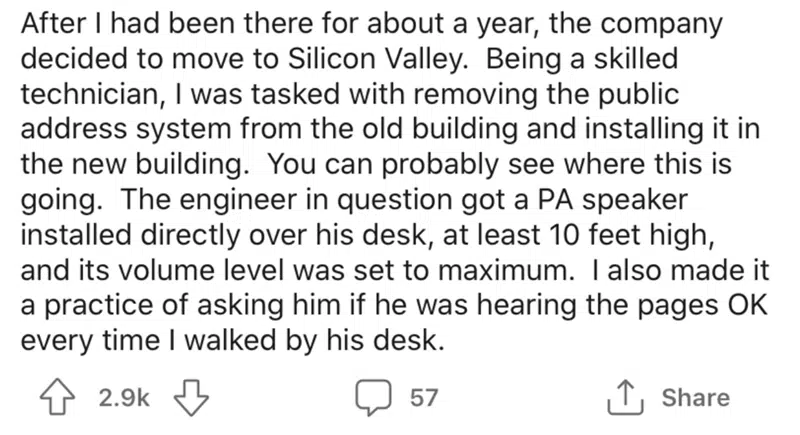 After I had been there for about a year, the company
decided to move to Silicon Valley.  Being a skilled
technician, I was tasked with removing the public
address system from the old building and installing it in
the new building.  You can probably see where this is
going.  The engineer in question got a PA speaker
installed directly over his desk, at least 10 feet high,
and its volume level was set to maximum.  I also made it
a practice of asking him if he was hearing the pages OK
every time I walked by his desk.
2.9k 57 Share